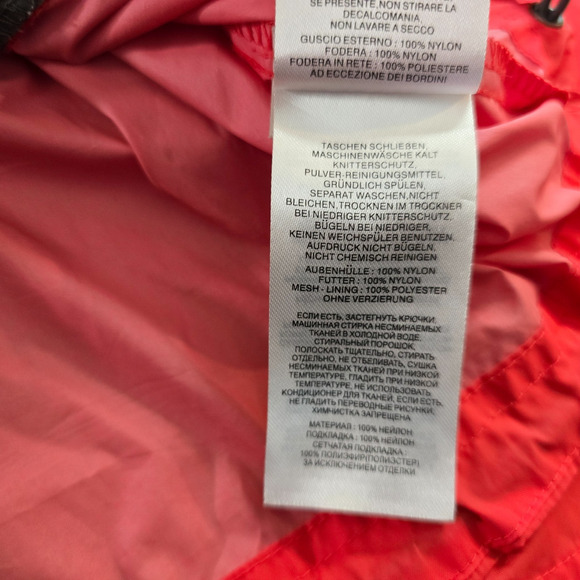 SE PRESENTE,NON STIRARE LA
DECALCOMANIA,
NON LAVARE A SECCO
GUSCIO ESTERNO : 100% NYLON
FODERA : 100% NYLON
FODERA IN RETE : 100% POLIESTERE
AD ECCEZIONE DEI BORDINI
TASCHEN SCHLIEßEN,
MASCHINENWÄSCHE KALT
KNITTERSCHUTZ,
PULVER-REINIGUNGSMITTEL,
GRÜNDLICH SPÜLEN,
SEPARAT WASCHEN,NICHT
BLEICHEN,TROCKNEN IM TROCKNER
BEI NIEDRIGER KNITTERSCHUTZ,
BÜGELN BEI NIEDRIGER,
KEINEN WEICHSPÜLER BENUTZEN,
AUFDRUCK NICHT BÜGELN,
NICHT CHEMISCH REINIGEN
AUßENHÜLLE : 100% NYLON
FUTTER : 100% NYLON
MESH - LINING : 100% POLYESTER
OHNE VERZIERUNG
ЕСЛИ ЕСТЬ, ЗАСТЕГНУТЬ КРЮЧКИ,
МАШИННАЯ СТИРКА НЕСМИНАЕМЫХ
ТКАНЕЙ В ХОЛОДНОЙ ВОДЕ,
СТИРАЛЬНЫЙ ПОРОШОК,
ПОЛОСКАТЬ ТЩАТЕЛЬНО, СТИРАТЬ
ОТДЕЛЬНО, НЕ ОТБЕЛИВАТЬ, СУШКА
НЕСМИНАЕМЫХ ТКАНЕЙ ПРИ НИЗКОЙ
ТЕМПЕРАТУРЕ, ГЛАДИТЬ ПРИ НИЗКОЙ
ТЕМПЕРАТУРЕ, НЕ ИСПОЛЬЗОВАТЬ
КОНДИЦИОНЕР ДЛЯ ТКАНЕЙ, ЕСЛИ ЕСТЬ,
НЕ ГЛАДИТЬ ПЕРЕВОДНЫЕ РИСУНКИ,
ХИМЧИСТКА ЗАПРЕЩЕНА
МАТЕРИАЛ : 100% НЕЙЛОН
ПОДКЛАДКА : 100% НЕЙЛОН
СЕТЧАТАЯ ПОДКЛАДКА :
100% ПОЛИЭФИР(ПОЛИЭСТЕР)
ЗА ИСКЛЮЧЕНИЕМ ОТДЕЛКИ